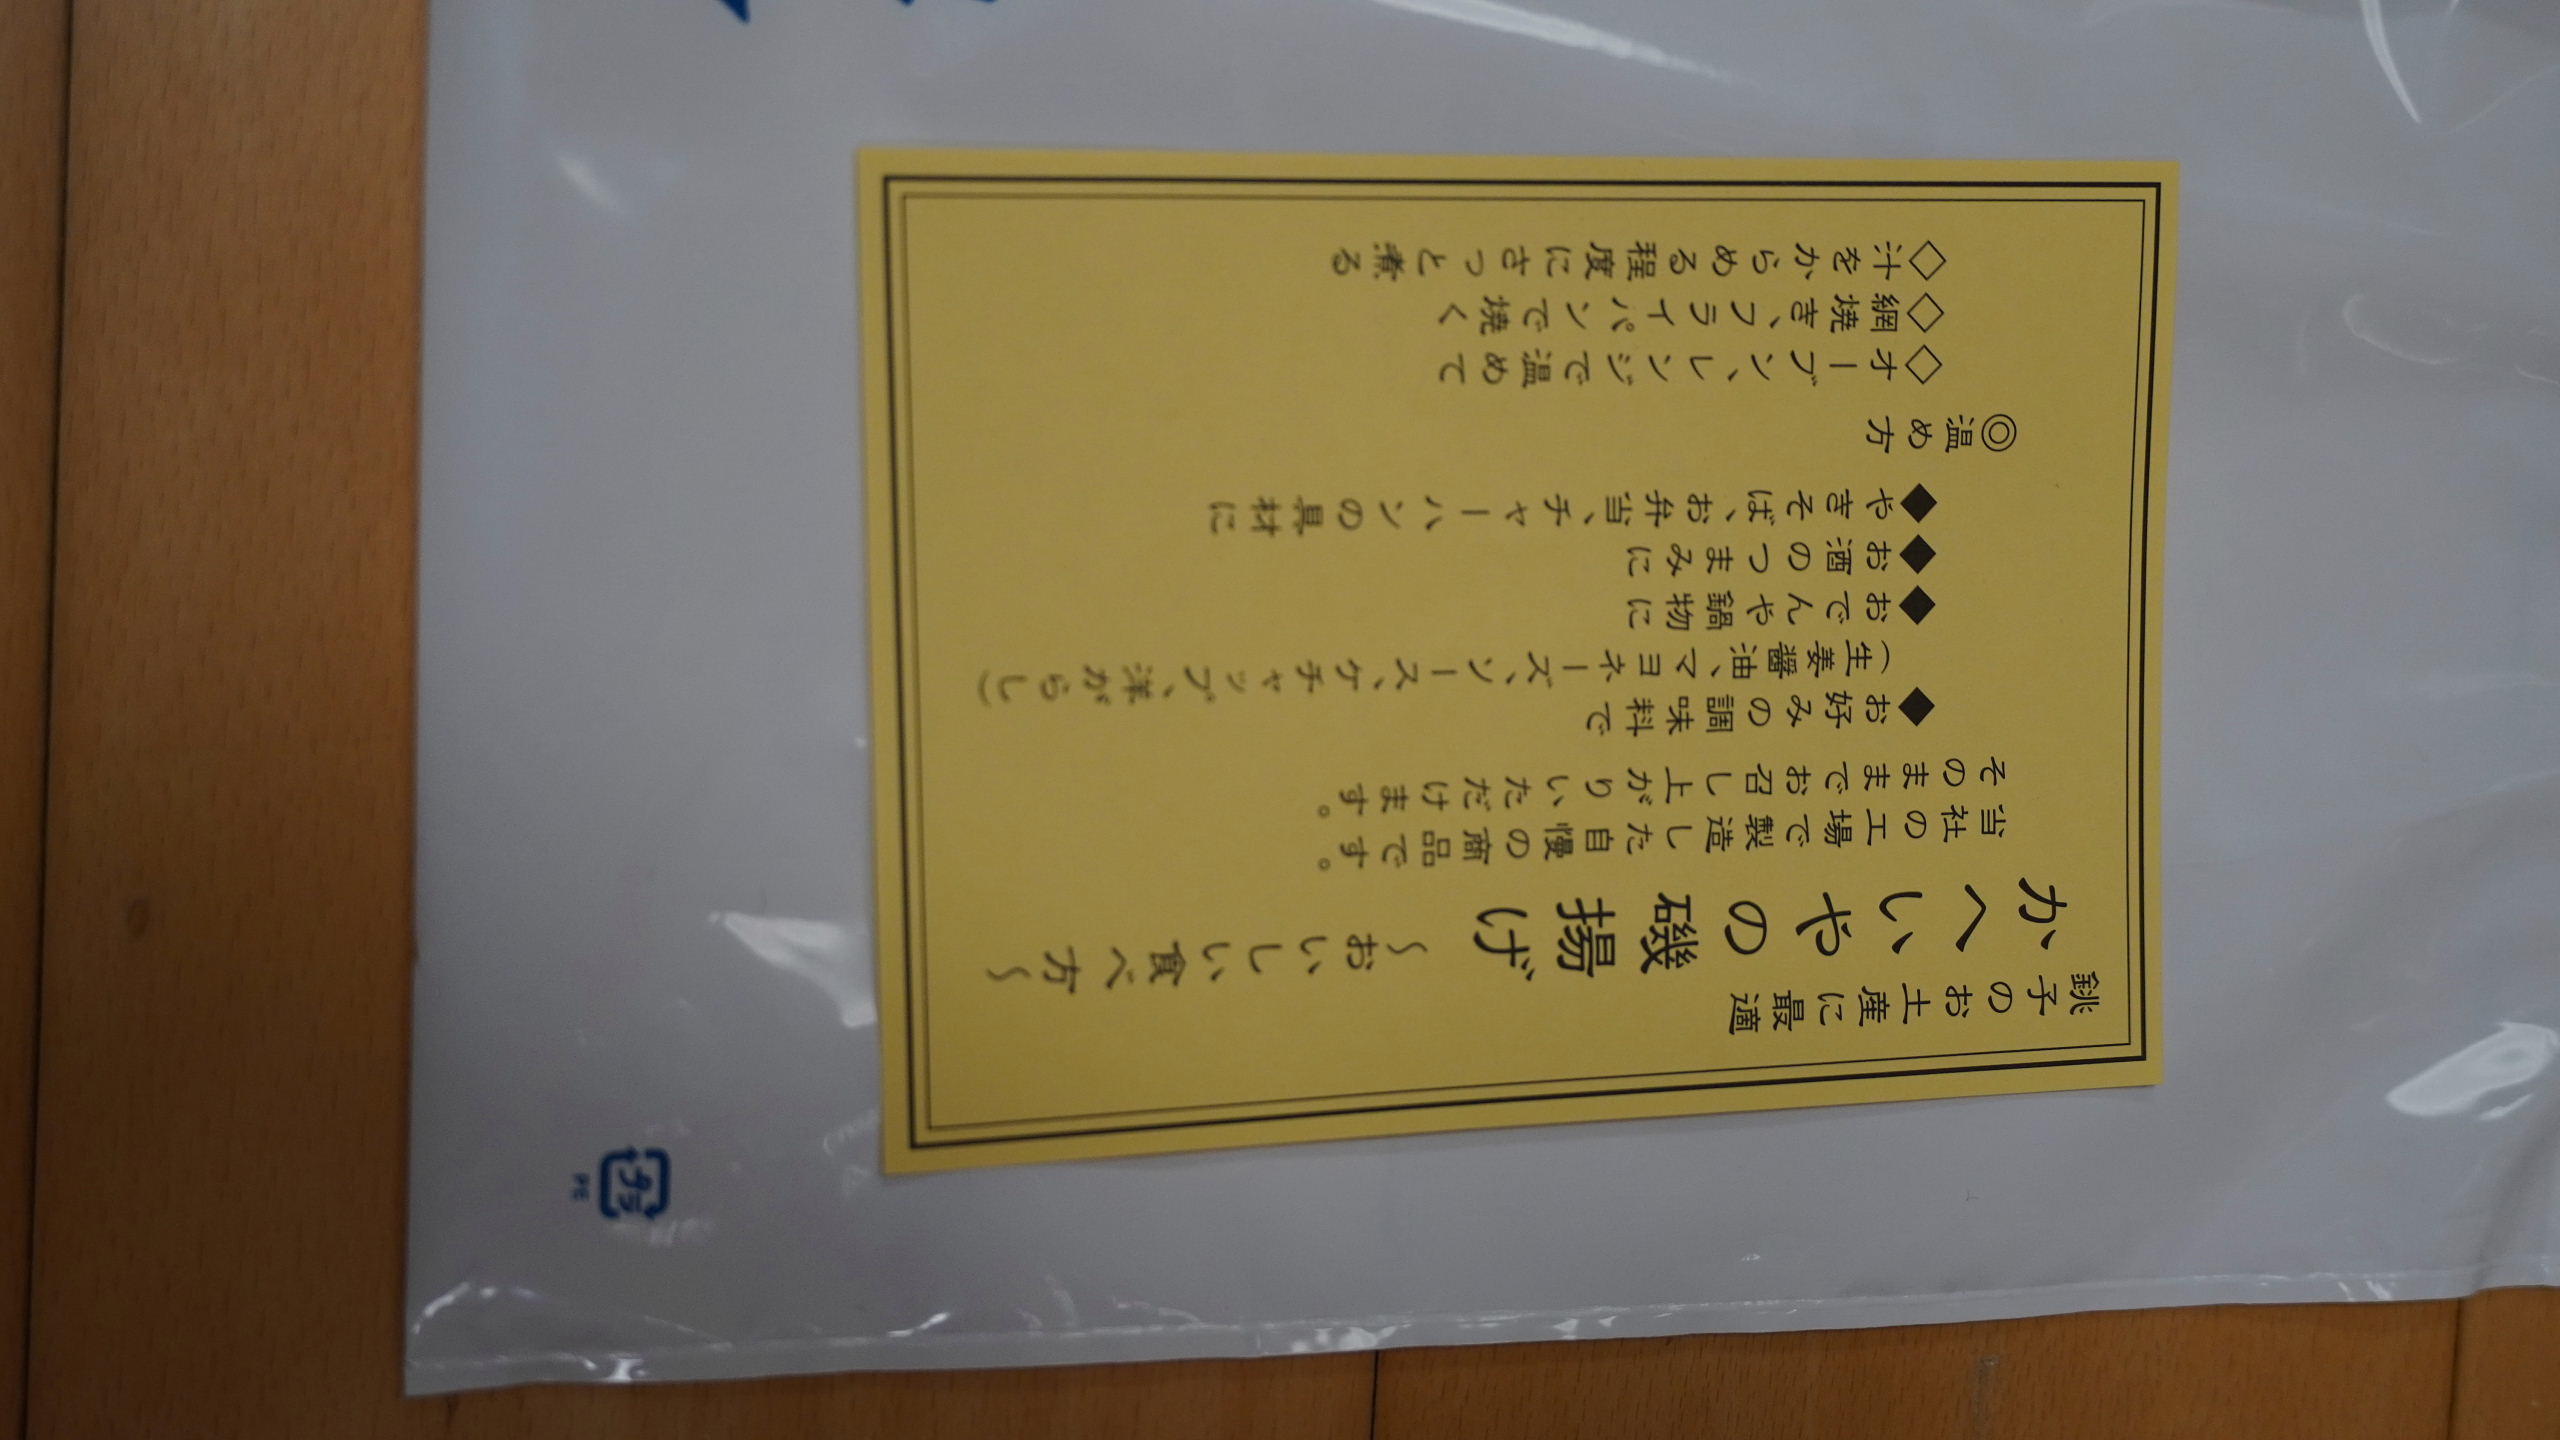 銚子のお土産に最適
かへいやの磯揚げ ～おいしい食べ方～
当社の工場で製造した自慢の商品です。
そのままでお召し上がりいただけます。
◆お好みの調味料で
（生姜醤油、マヨネーズ、ソース、ケチャップ、洋がらし）
◆おでんや鍋物に
◆お酒のつまみに
◆やきそば、お弁当、チャーハンの具材に
◎温め方
◇オーブン、レンジで温めて
◇網焼き、フライパンで焼く
◇汁をからめる程度にさっと煮る
プラ
PE